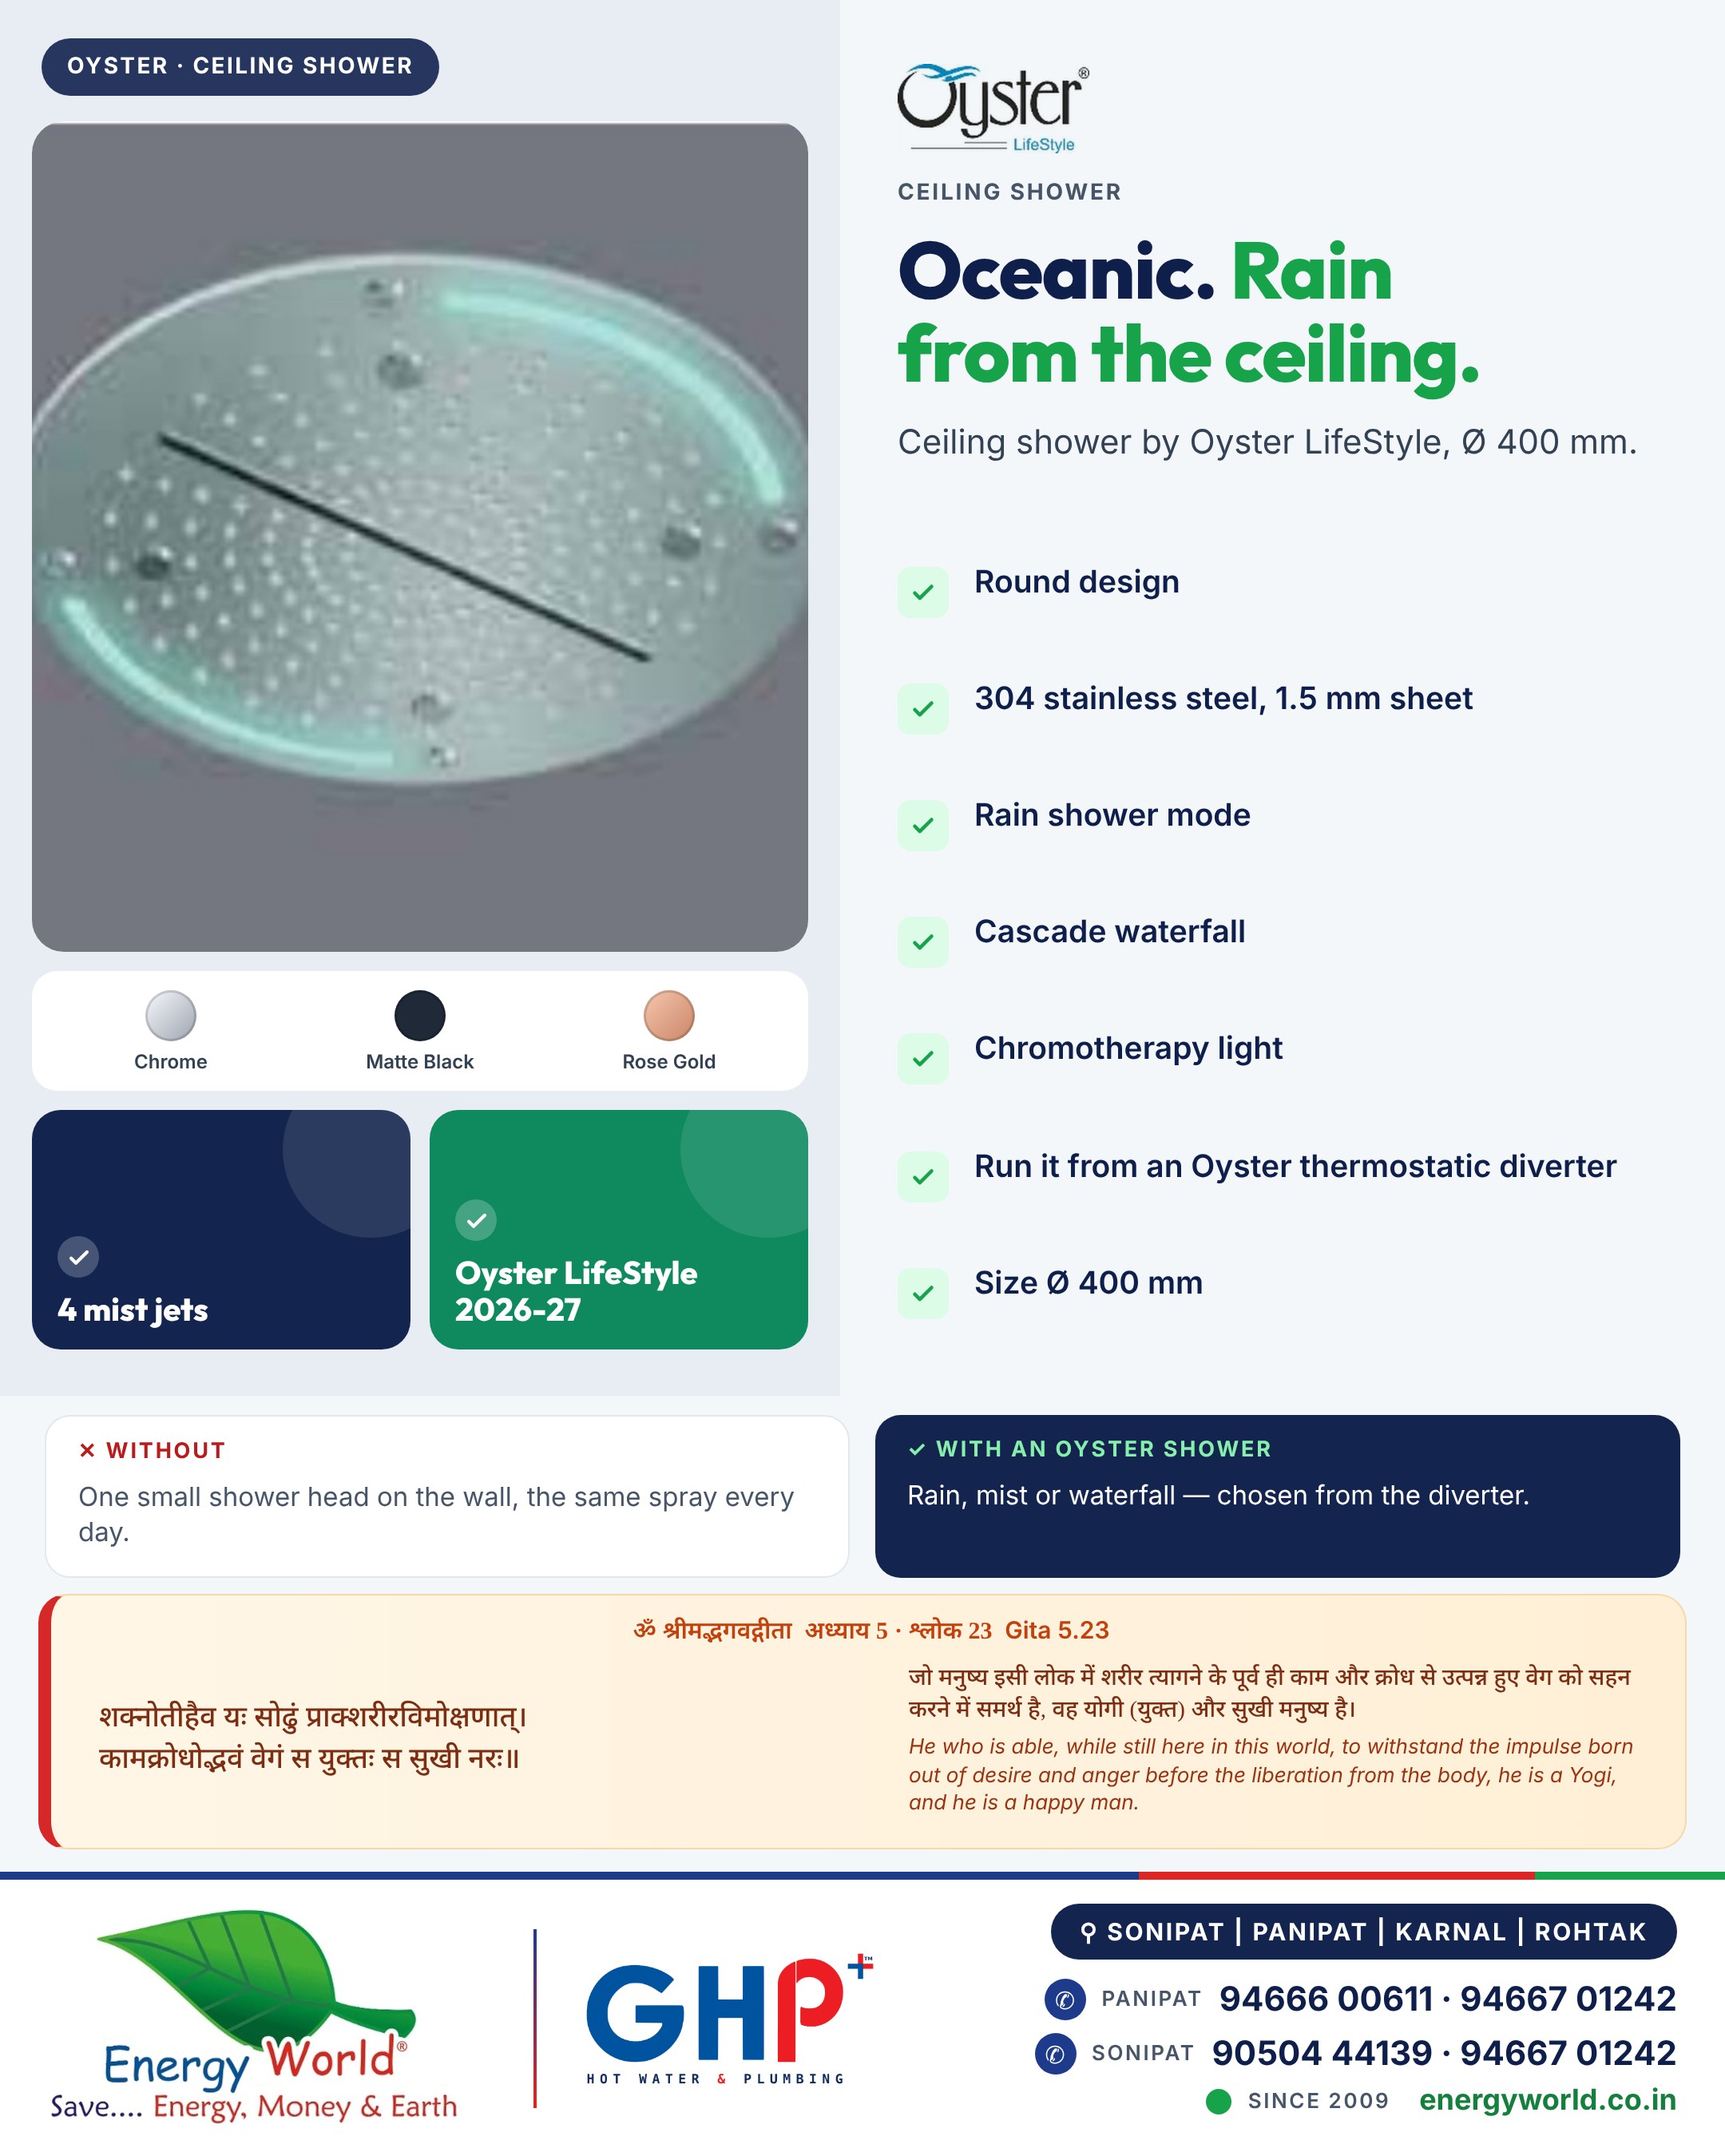 OYSTER · CEILING SHOWER
Oyster®
LifeStyle
CEILING SHOWER
Oceanic. Rain
from the ceiling.
Ceiling shower by Oyster LifeStyle, Ø 400 mm.
Round design
304 stainless steel, 1.5 mm sheet
Rain shower mode
Cascade waterfall
Chromotherapy light
Run it from an Oyster thermostatic diverter
Size Ø 400 mm
Chrome
Matte Black
Rose Gold
4 mist jets
Oyster LifeStyle
2026-27
✕ WITHOUT
One small shower head on the wall, the same spray every
day.
✓ WITH AN OYSTER SHOWER
Rain, mist or waterfall — chosen from the diverter.
ॐ श्रीमद्भगवद्गीता अध्याय 5 · श्लोक 23 Gita 5.23
शक्नोतीहैव यः सोढुं प्राक्शरीरविमोक्षणात्।
कामक्रोधोद्भवं वेगं स युक्तः स सुखी नरः॥
जो मनुष्य इसी लोक में शरीर त्यागने के पूर्व ही काम और क्रोध से उत्पन्न हुए वेग को सहन
करने में समर्थ है, वह योगी (युक्त) और सुखी मनुष्य है।
He who is able, while still here in this world, to withstand the impulse born
out of desire and anger before the liberation from the body, he is a Yogi,
and he is a happy man.
Energy World®
Save.... Energy, Money & Earth
GHP+™
HOT WATER & PLUMBING
SONIPAT | PANIPAT | KARNAL | ROHTAK
PANIPAT 94666 00611 · 94667 01242
SONIPAT 90504 44139 · 94667 01242
SINCE 2009 energyworld.co.in